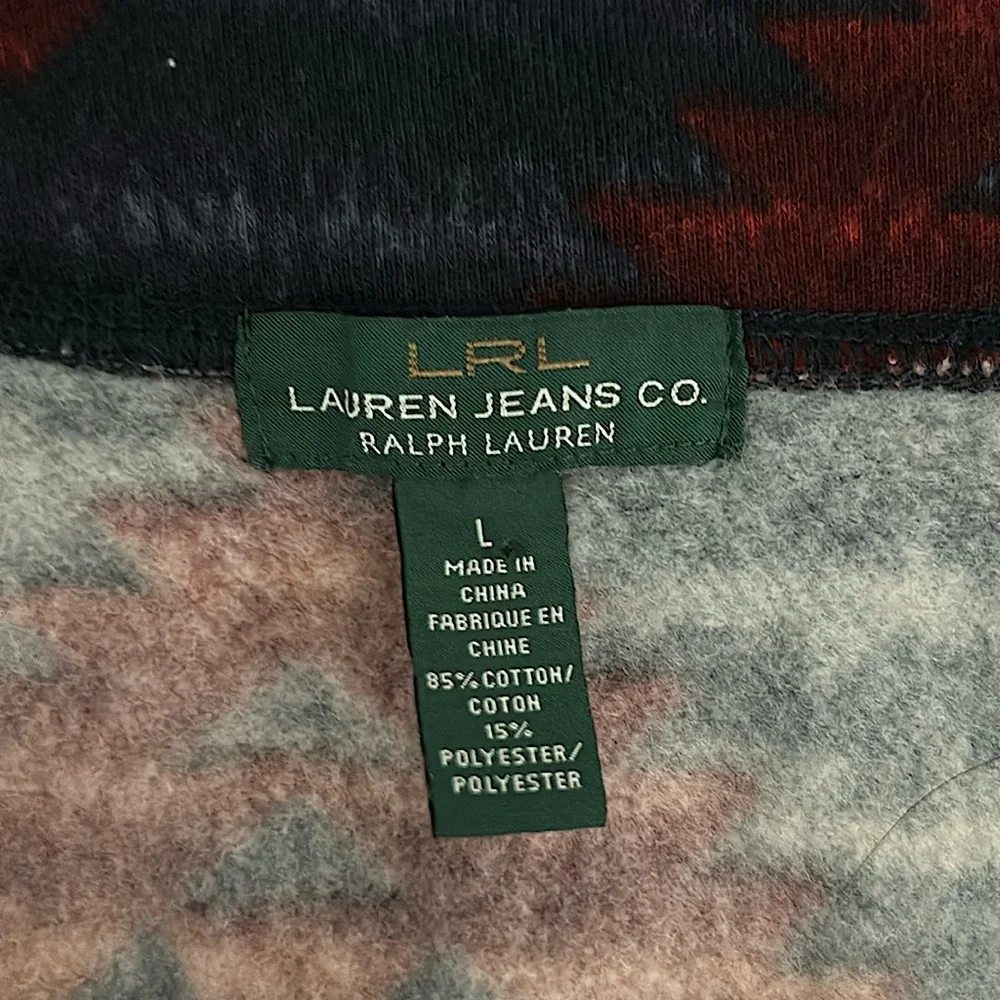 LRL
LAUREN JEANS CO.
RALPH LAUREN
L
MADE IN
CHINA
FABRIQUE EN
CHINE
85% COTTON/
COTON
15%
POLYESTER/
POLYESTER